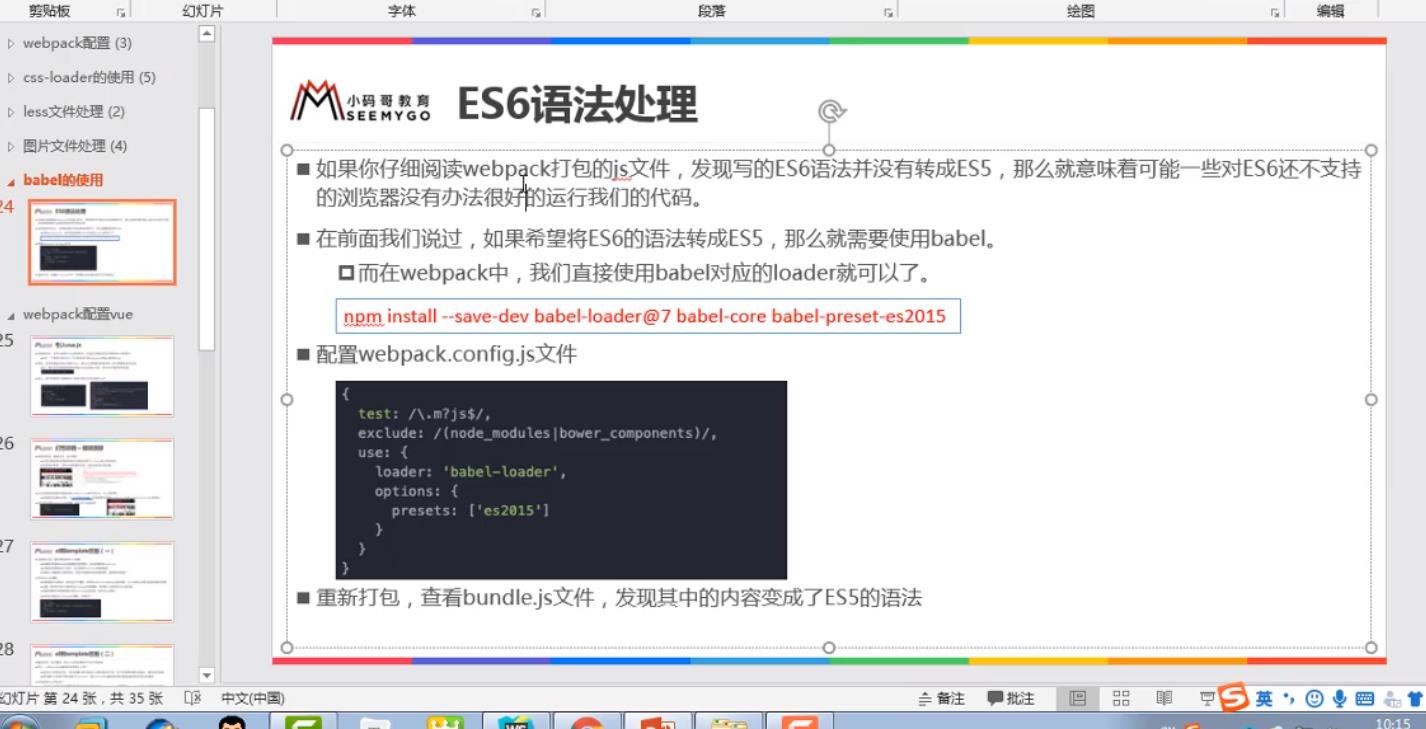 剪贴板
幻灯片
字体
段落
绘图
编辑
webpack配置 (3)
css-loader的使用 (5)
less文件处理 (2)
图片文件处理 (4)
babel的使用
24
webpack配置vue
25
26
27
28
小码哥教育
SEEMYGO
ES6语法处理
如果你仔细阅读webpack打包的js文件，发现写的ES6语法并没有转成ES5，那么就意味着可能一些对ES6还不支持
的浏览器没有办法很好的运行我们的代码。
在前面我们说过，如果希望将ES6的语法转成ES5，那么就需要使用babel。
而在webpack中，我们直接使用babel对应的loader就可以了。
npm install --save-dev babel-loader@7 babel-core babel-preset-es2015
配置webpack.config.js文件
{
test: /\.m?js$/,
exclude: /(node_modules|bower_components)/,
use: {
loader: 'babel-loader',
options: {
presets: ['es2015']
}
}
}
重新打包，查看bundle.js文件，发现其中的内容变成了ES5的语法
幻灯片 第 24 张，共 35 张
中文(中国)
备注
批注
英
10:15